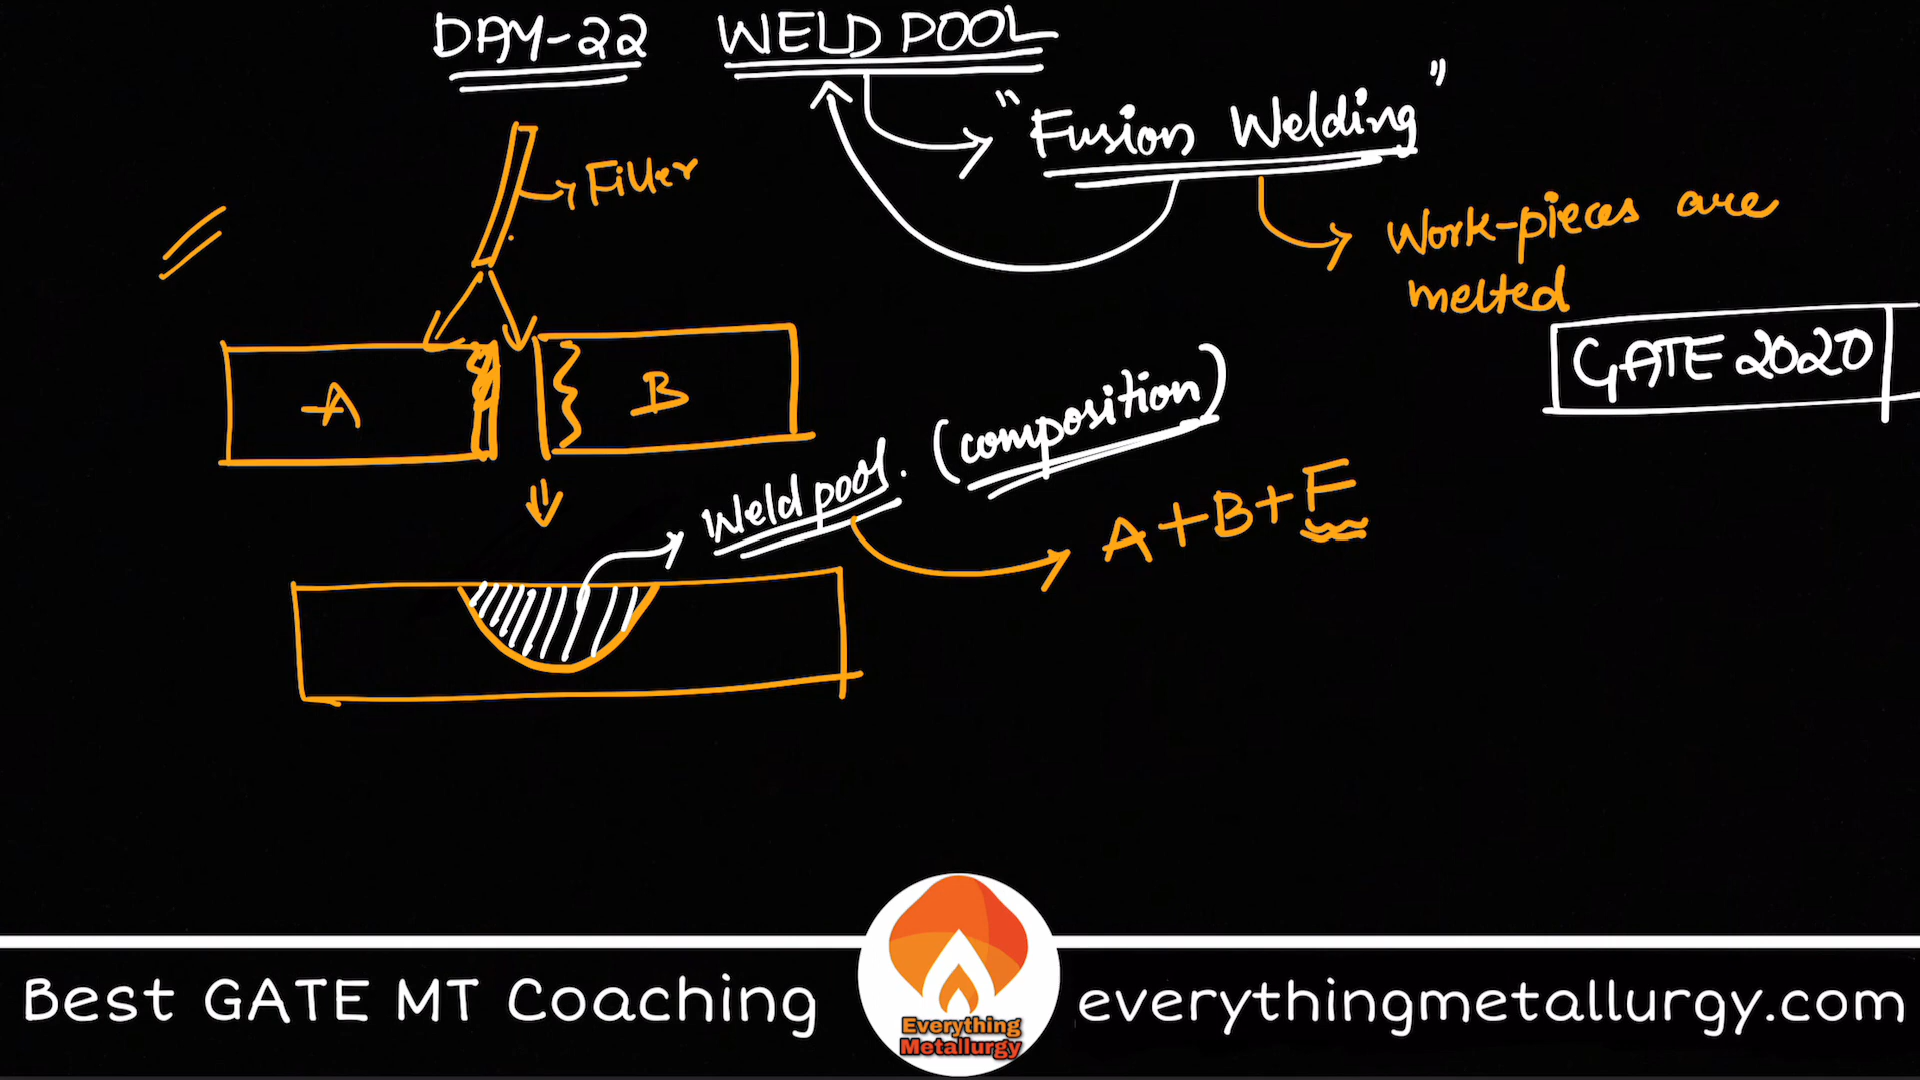 DAY-22 WELD POOL
"Fusion Welding"
Filler
Work-pieces are
melted
GATE 2020
A
B
Weld pool. (composition)
A+B+F
Best GATE MT Coaching
Everything
Metallurgy
everythingmetallurgy.com